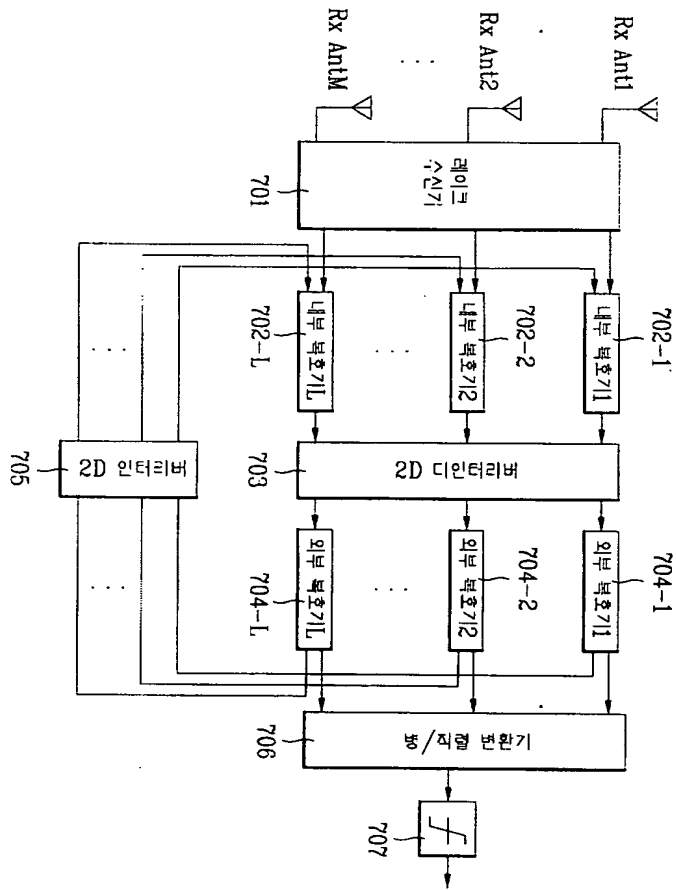 Rx Ant1
Rx Ant2
. . .
Rx AntM
레이크
수신기
701
702-1
내부 복호기1
702-2
내부 복호기2
. . .
702-L
내부 복호기L
2D 디인터리버
703
704-1
외부 복호기1
704-2
외부 복호기2
. . .
704-L
외부 복호기L
. . .
2D 인터리버
705
. . .
병/직렬 변환기
706
707